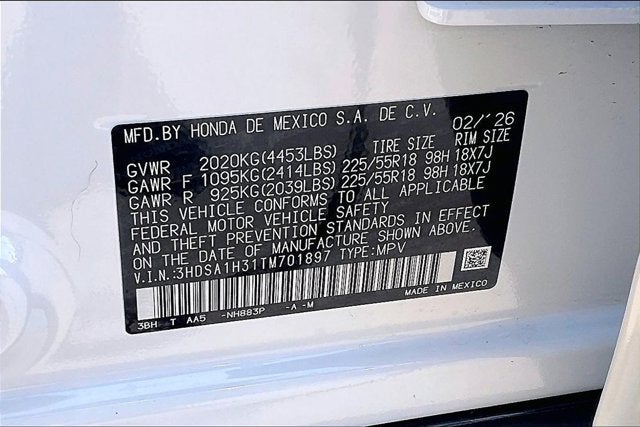 MFD.BY HONDA DE MEXICO S.A. DE C.V. 02/'26
TIRE SIZE RIM SIZE
GVWR 2020KG(4453LBS)
GAWR F 1095KG(2414LBS) 225/55R18 98H 18X7J
GAWR R 925KG(2039LBS) 225/55R18 98H 18X7J
THIS VEHICLE CONFORMS TO ALL APPLICABLE
FEDERAL MOTOR VEHICLE SAFETY
AND THEFT PREVENTION STANDARDS IN EFFECT
ON THE DATE OF MANUFACTURE SHOWN ABOVE.
V.I.N.:3HDSA1H31TM701897 TYPE:MPV
MADE IN MEXICO
3BH T AA5 -NH883P -A -M